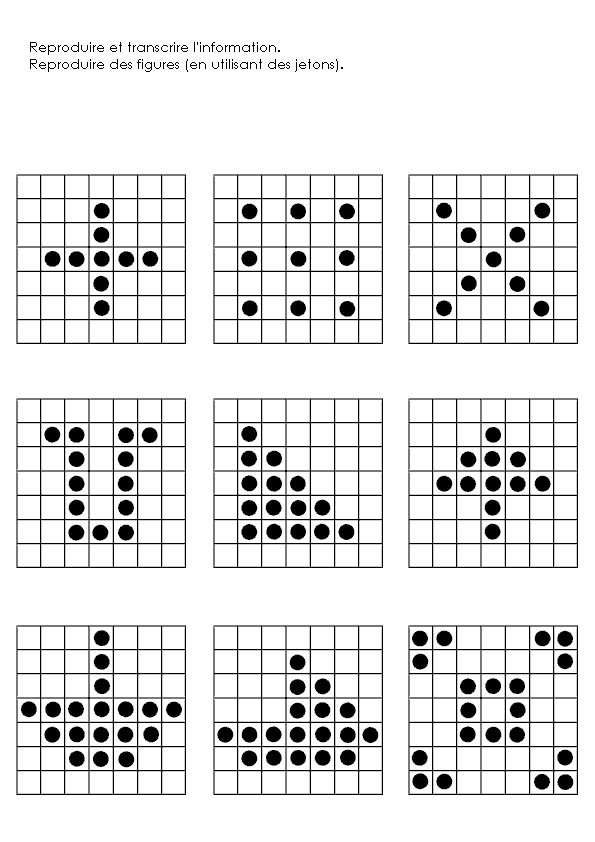 Reproduire et transcrire l'information.
Reproduire des figures (en utilisant des jetons).